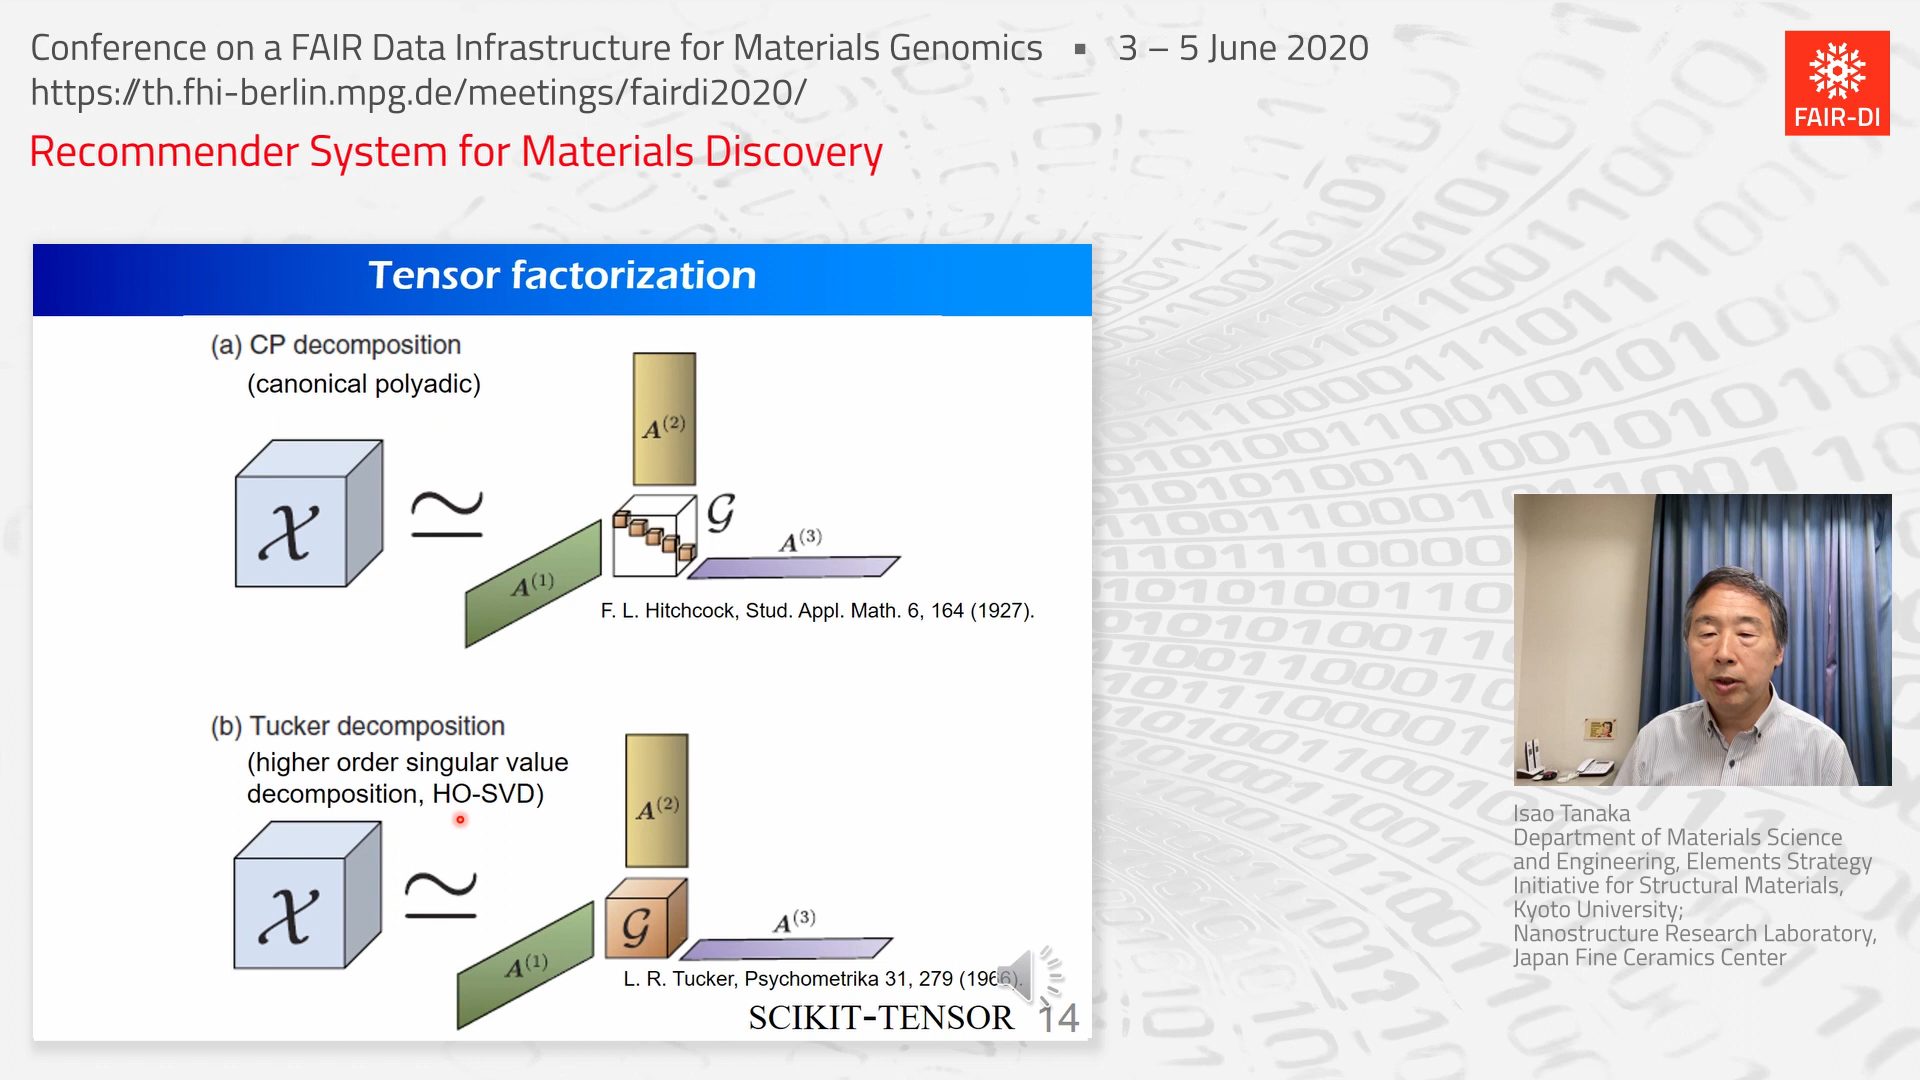 Conference on a FAIR Data Infrastructure for Materials Genomics ▪ 3 – 5 June 2020
https://th.fhi-berlin.mpg.de/meetings/fairdi2020/
Recommender System for Materials Discovery
FAIR-DI
Tensor factorization
(a) CP decomposition
(canonical polyadic)
A(2)
X ≃
G
A(1)
A(3)
F. L. Hitchcock, Stud. Appl. Math. 6, 164 (1927).
(b) Tucker decomposition
(higher order singular value
decomposition, HO-SVD)
A(2)
X ≃
G
A(1)
A(3)
L. R. Tucker, Psychometrika 31, 279 (1966).
SCIKIT-TENSOR
14
Isao Tanaka
Department of Materials Science
and Engineering, Elements Strategy
Initiative for Structural Materials,
Kyoto University;
Nanostructure Research Laboratory,
Japan Fine Ceramics Center